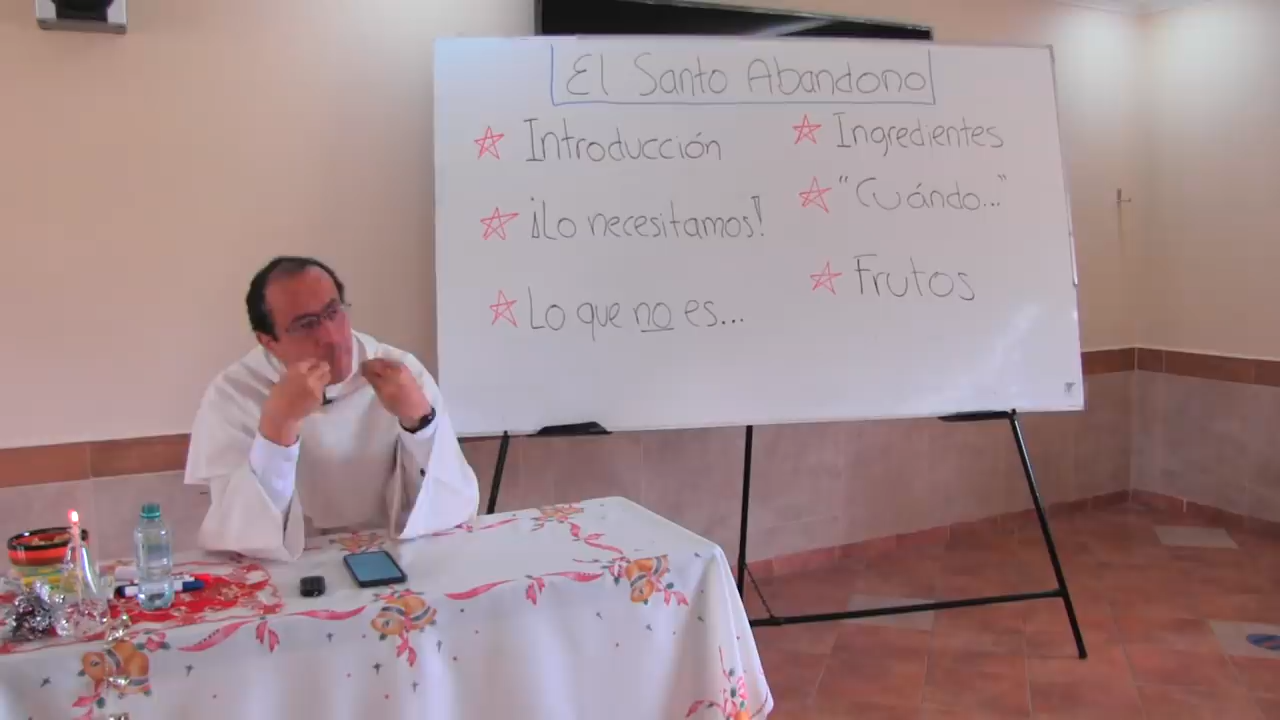 El Santo Abandono
Introducción
¡Lo necesitamos!
Lo que no es...
Ingredientes
"Cuándo..."
Frutos